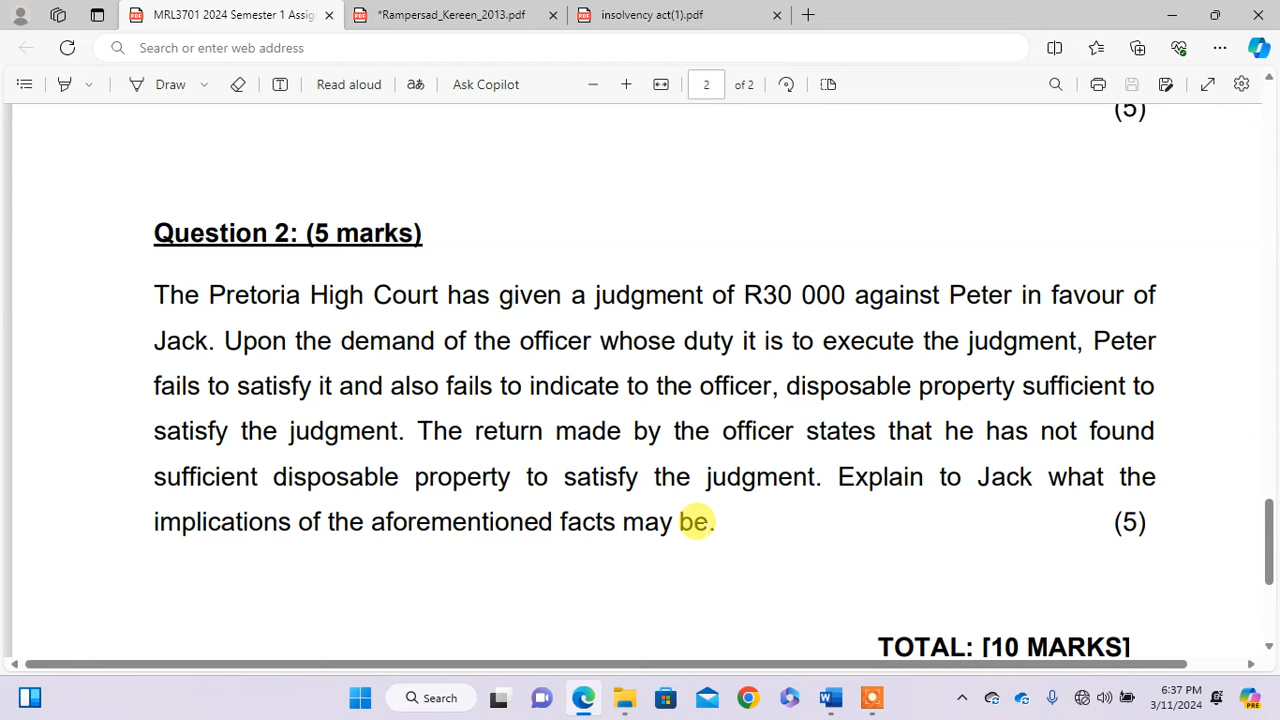 MRL3701 2024 Semester 1 Assig
*Rampersad_Kereen_2013.pdf
insolvency act(1).pdf
Search or enter web address
Draw
Read aloud
aあ
Ask Copilot
2
of 2
(5)
Question 2: (5 marks)
The Pretoria High Court has given a judgment of R30 000 against Peter in favour of
Jack. Upon the demand of the officer whose duty it is to execute the judgment, Peter
fails to satisfy it and also fails to indicate to the officer, disposable property sufficient to
satisfy the judgment. The return made by the officer states that he has not found
sufficient disposable property to satisfy the judgment. Explain to Jack what the
implications of the aforementioned facts may be. (5)
TOTAL: [10 MARKS]
Search
6:37 PM
3/11/2024
PRE